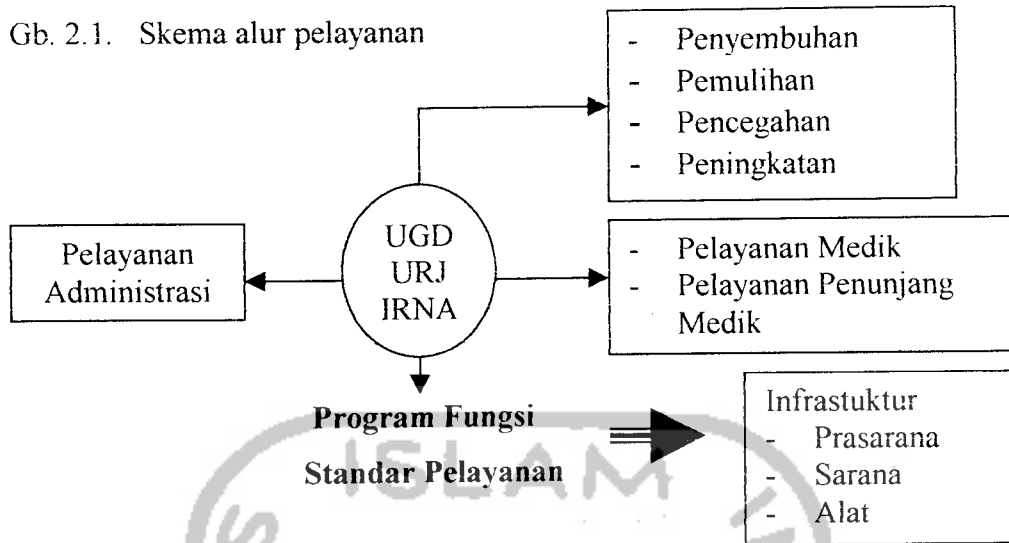 Gb. 2.1. Skema alur pelayanan
- Penyembuhan
- Pemulihan
- Pencegahan
- Peningkatan
Pelayanan
Administrasi
UGD
URJ
IRNA
- Pelayanan Medik
- Pelayanan Penunjang
Medik
Program Fungsi
Standar Pelayanan
Infrastuktur
- Prasarana
- Sarana
- Alat
ISLAM